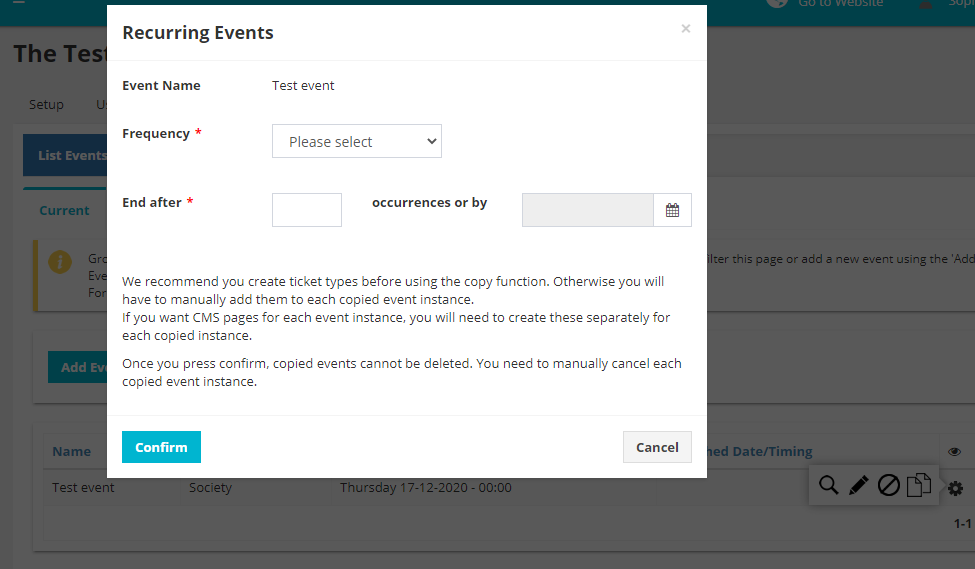 Go to Website
The Test
Recurring Events
×
Event Name
Test event
Setup
Frequency *
Please select
List Events
End after *
occurrences or by
Current
Gro
ilter this page or add a new event using the 'Add
Eve
For
We recommend you create ticket types before using the copy function. Otherwise you will
have to manually add them to each copied event instance.
If you want CMS pages for each event instance, you will need to create these separately for
each copied instance.
Once you press confirm, copied events cannot be deleted. You need to manually cancel each
copied event instance.
Add Eve
Confirm
Cancel
Name
hed Date/Timing
Test event
Society
Thursday 17-12-2020 - 00:00
1-1